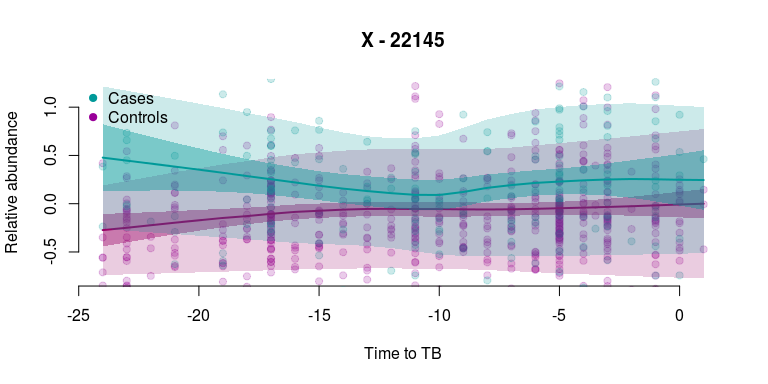 X - 22145
Cases
Controls
Relative abundance
1.0
0.5
0.0
-0.5
-25 -20 -15 -10 -5 0
Time to TB